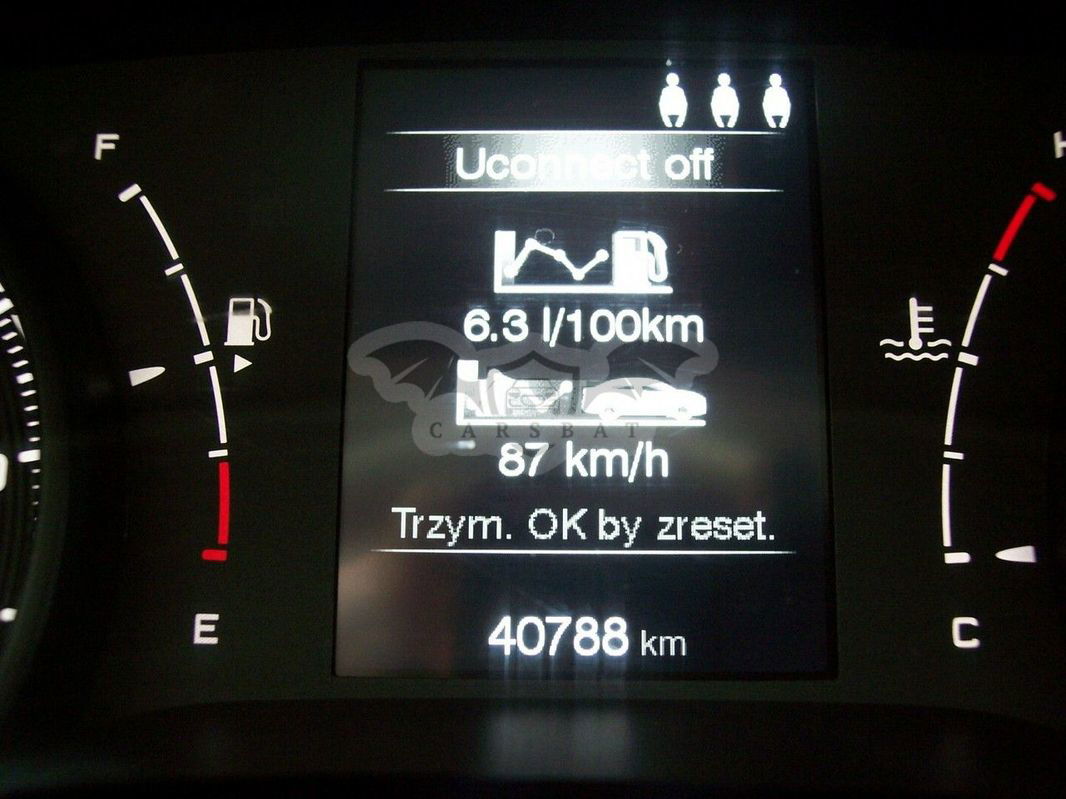 F
H
Uconnect off
6.3 l/100km
CARSBAT
87 km/h
Trzym. OK by zreset.
E
C
40788 km